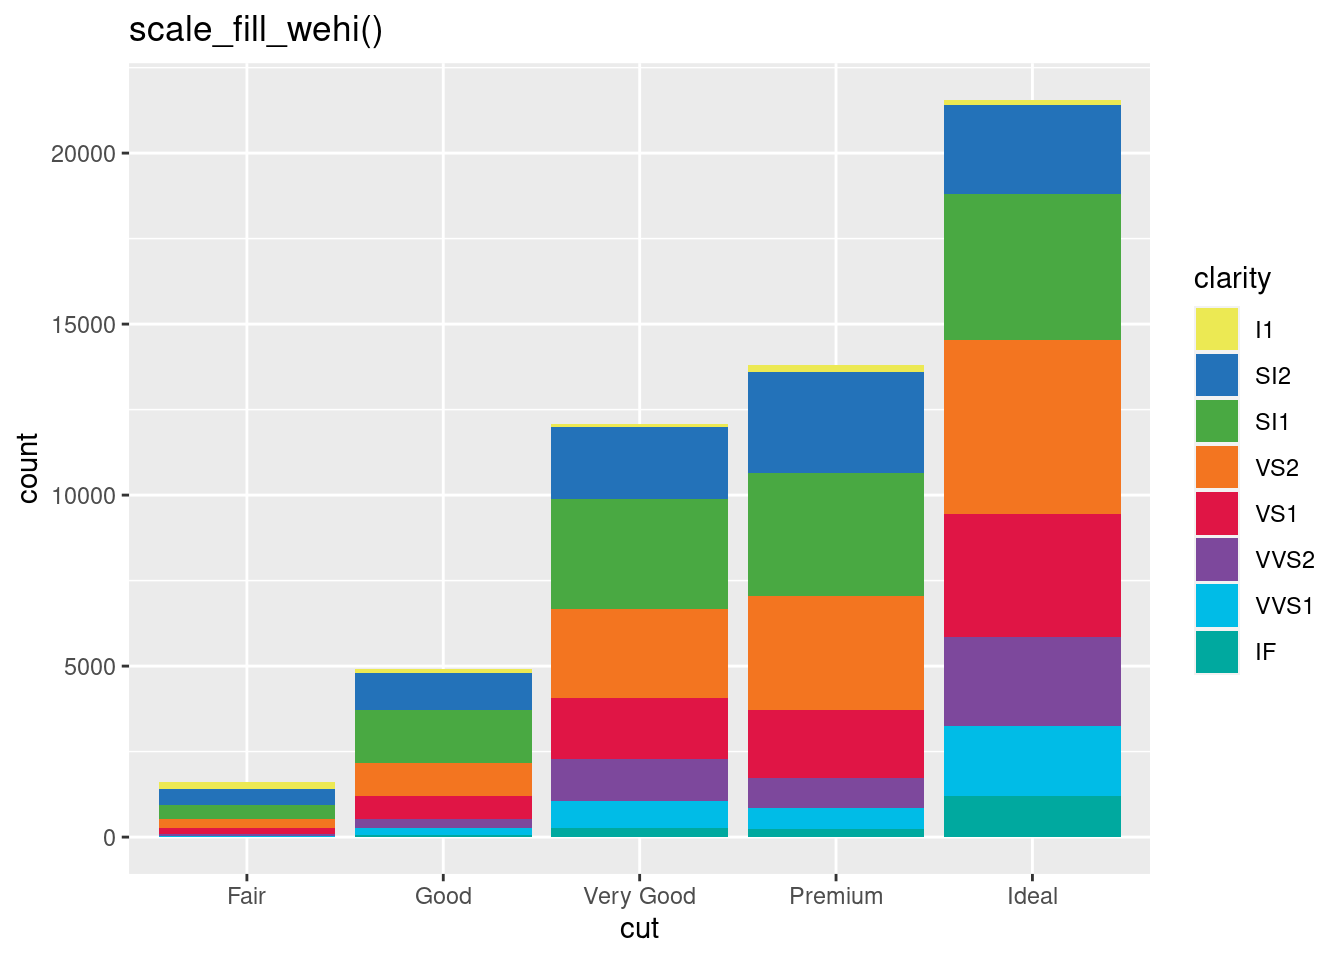 scale_fill_wehi()
count
20000
15000
10000
5000
0
Fair Good Very Good Premium Ideal
cut
clarity
I1
SI2
SI1
VS2
VS1
VVS2
VVS1
IF